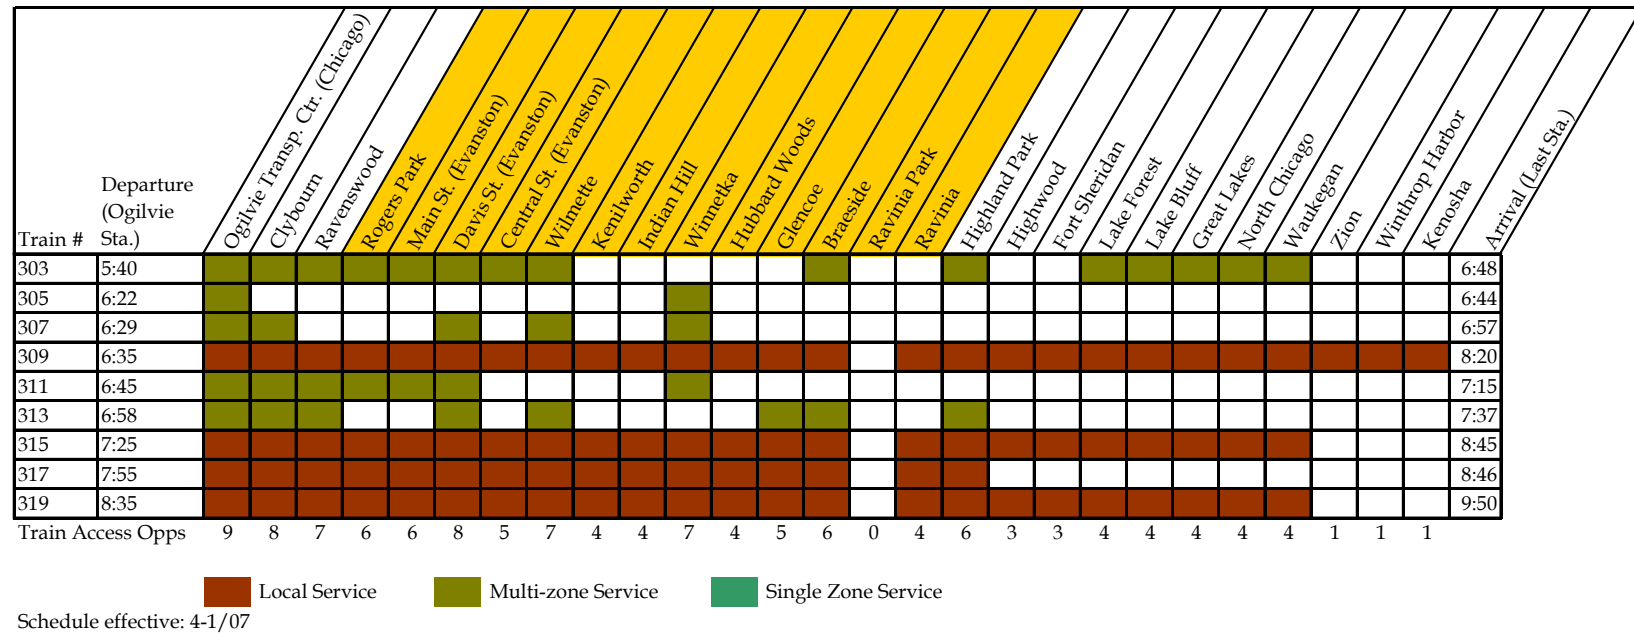 Ogilvie Transp. Ctr. (Chicago)
Clybourn
Ravenswood
Rogers Park
Main St. (Evanston)
Davis St. (Evanston)
Central St. (Evanston)
Wilmette
Kenilworth
Indian Hill
Winnetka
Hubbard Woods
Glencoe
Braeside
Ravinia Park
Ravinia
Highland Park
Highwood
Fort Sheridan
Lake Forest
Lake Bluff
Great Lakes
North Chicago
Waukegan
Zion
Winthrop Harbor
Kenosha
Arrival (Last Sta.)
Departure
(Ogilvie
Train # Sta.)
303 5:40 6:48
305 6:22 6:44
307 6:29 6:57
309 6:35 8:20
311 6:45 7:15
313 6:58 7:37
315 7:25 8:45
317 7:55 8:46
319 8:35 9:50
Train Access Opps 9 8 7 6 6 8 5 7 4 4 7 4 5 6 0 4 6 3 3 4 4 4 4 4 1 1 1
Local Service Multi-zone Service Single Zone Service
Schedule effective: 4-1/07